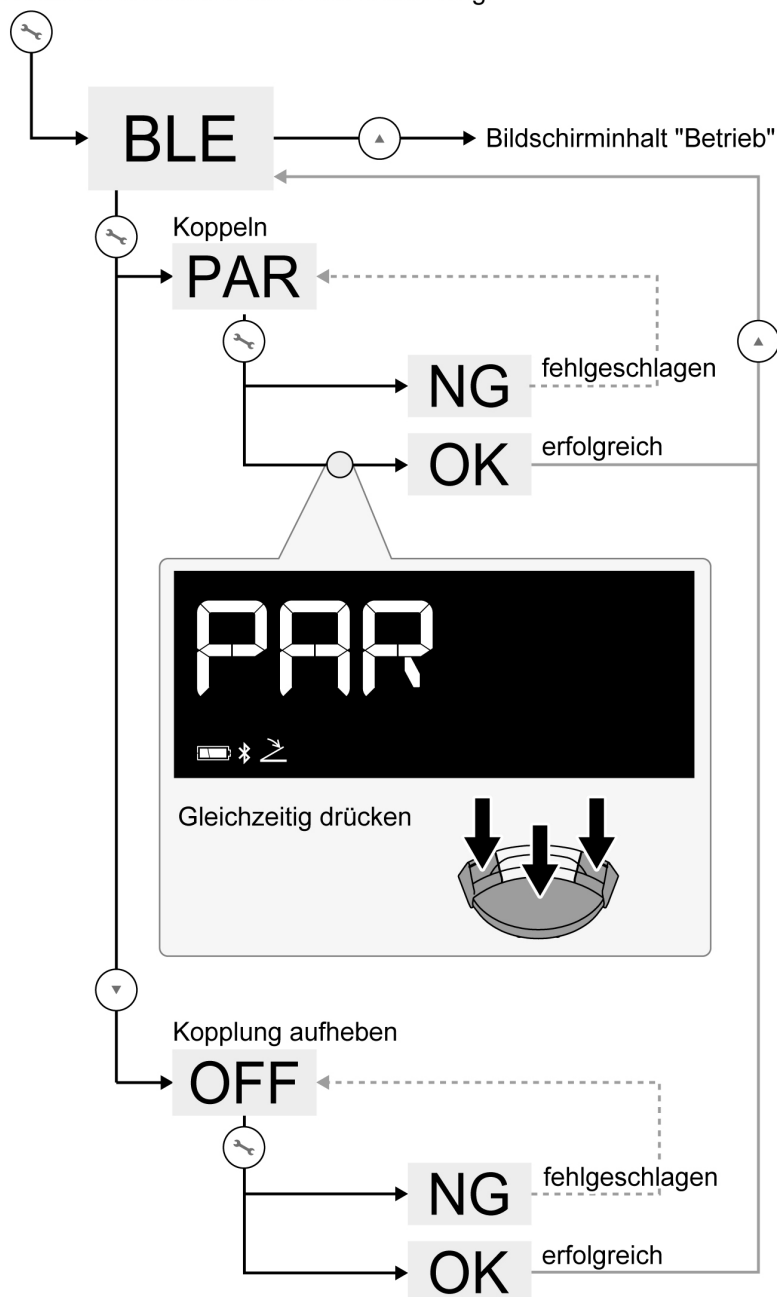 BLE
Bildschirminhalt "Betrieb"
Koppeln
PAR
NG
fehlgeschlagen
OK
erfolgreich
PAR
Gleichzeitig drücken
Kopplung aufheben
OFF
NG
fehlgeschlagen
OK
erfolgreich